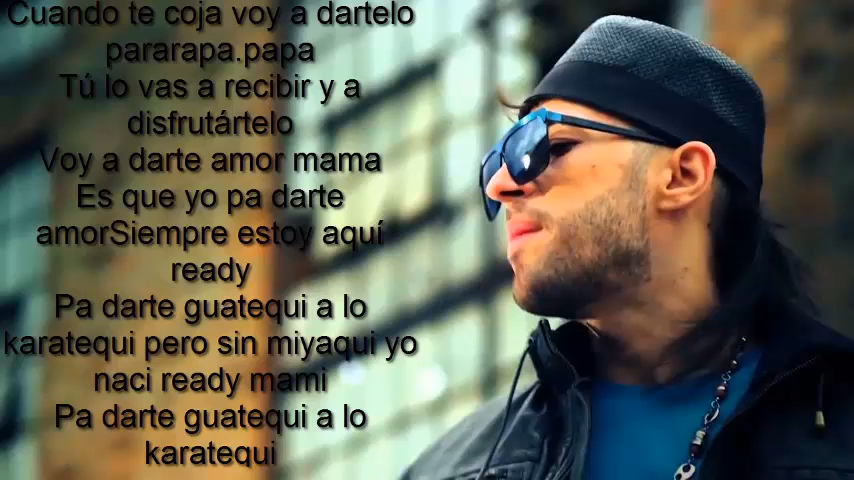 Cuando te coja voy a dartelo
pararapa.papa
Tú lo vas a recibir y a
disfrutártelo
Voy a darte amor mama
Es que yo pa darte
amorSiempre estoy aquí
ready
Pa darte guatequi a lo
karatequi pero sin miyaqui yo
naci ready mami
Pa darte guatequi a lo
karatequi